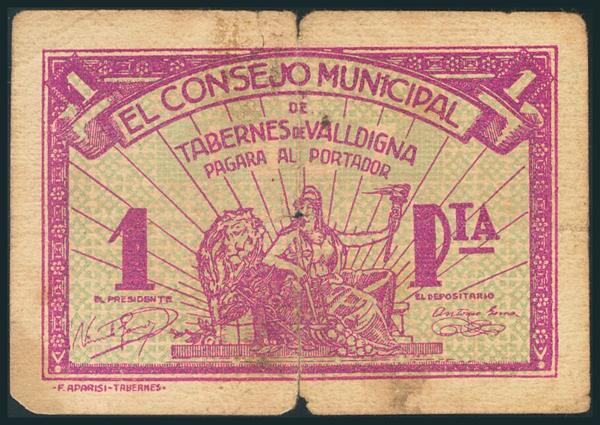 1 1
EL CONSEJO MUNICIPAL
DE
TABERNES DE VALLDIGNA
PAGARA AL PORTADOR
1 PTA.
EL PRESIDENTE EL DEPOSITARIO
-F. APARISI-TABERNES-